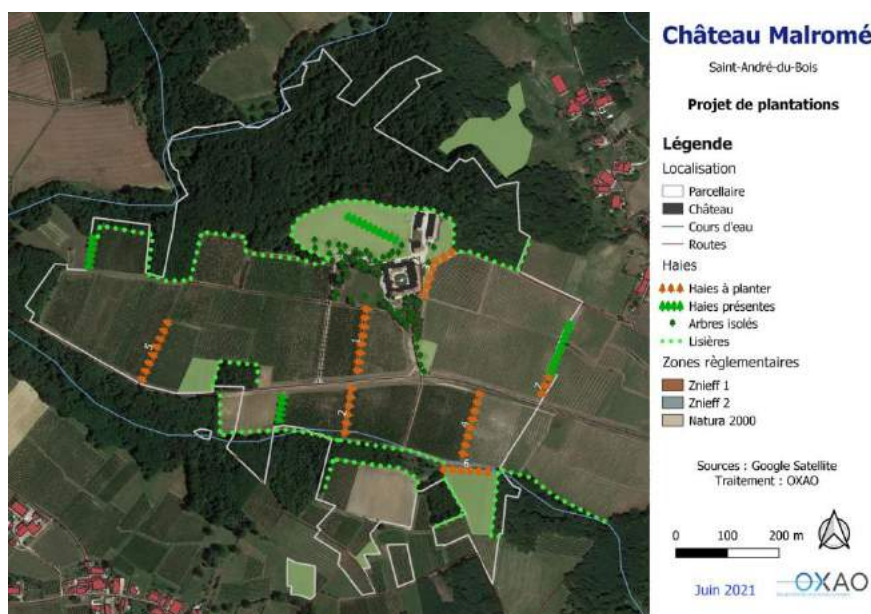 Château Malromé
Saint-André-du-Bois
Projet de plantations
Légende
Localisation
Parcellaire
Château
Cours d'eau
Routes
Haies
Haies à planter
Haies présentes
Arbres isolés
Lisières
Zones règlementaires
Znieff 1
Znieff 2
Natura 2000
Sources : Google Satellite
Traitement : OXAO
0 100 200 m
Juin 2021
OXAO
5
1
2
4
6
7